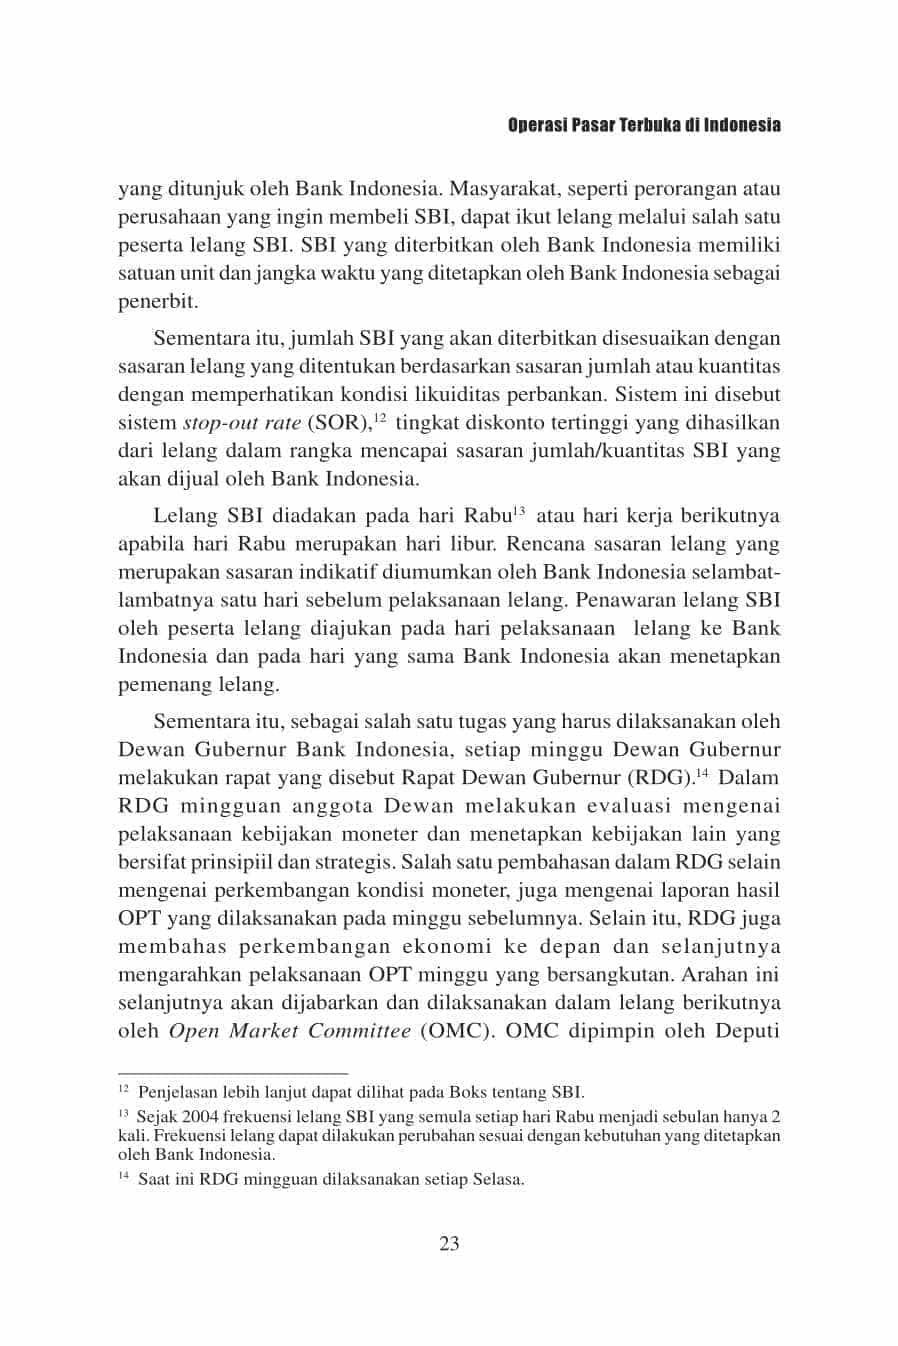 Operasi Pasar Terbuka di Indonesia
yang ditunjuk oleh Bank Indonesia. Masyarakat, seperti perorangan atau
perusahaan yang ingin membeli SBI, dapat ikut lelang melalui salah satu
peserta lelang SBI. SBI yang diterbitkan oleh Bank Indonesia memiliki
satuan unit dan jangka waktu yang ditetapkan oleh Bank Indonesia sebagai
penerbit.
Sementara itu, jumlah SBI yang akan diterbitkan disesuaikan dengan
sasaran lelang yang ditentukan berdasarkan sasaran jumlah atau kuantitas
dengan memperhatikan kondisi likuiditas perbankan. Sistem ini disebut
sistem stop-out rate (SOR),12 tingkat diskonto tertinggi yang dihasilkan
dari lelang dalam rangka mencapai sasaran jumlah/kuantitas SBI yang
akan dijual oleh Bank Indonesia.
Lelang SBI diadakan pada hari Rabu13 atau hari kerja berikutnya
apabila hari Rabu merupakan hari libur. Rencana sasaran lelang yang
merupakan sasaran indikatif diumumkan oleh Bank Indonesia selambat-
lambatnya satu hari sebelum pelaksanaan lelang. Penawaran lelang SBI
oleh peserta lelang diajukan pada hari pelaksanaan lelang ke Bank
Indonesia dan pada hari yang sama Bank Indonesia akan menetapkan
pemenang lelang.
Sementara itu, sebagai salah satu tugas yang harus dilaksanakan oleh
Dewan Gubernur Bank Indonesia, setiap minggu Dewan Gubernur
melakukan rapat yang disebut Rapat Dewan Gubernur (RDG).14 Dalam
RDG mingguan anggota Dewan melakukan evaluasi mengenai
pelaksanaan kebijakan moneter dan menetapkan kebijakan lain yang
bersifat prinsipiil dan strategis. Salah satu pembahasan dalam RDG selain
mengenai perkembangan kondisi moneter, juga mengenai laporan hasil
OPT yang dilaksanakan pada minggu sebelumnya. Selain itu, RDG juga
membahas perkembangan ekonomi ke depan dan selanjutnya
mengarahkan pelaksanaan OPT minggu yang bersangkutan. Arahan ini
selanjutnya akan dijabarkan dan dilaksanakan dalam lelang berikutnya
oleh Open Market Committee (OMC). OMC dipimpin oleh Deputi
12 Penjelasan lebih lanjut dapat dilihat pada Boks tentang SBI.
13 Sejak 2004 frekuensi lelang SBI yang semula setiap hari Rabu menjadi sebulan hanya 2
kali. Frekuensi lelang dapat dilakukan perubahan sesuai dengan kebutuhan yang ditetapkan
oleh Bank Indonesia.
14 Saat ini RDG mingguan dilaksanakan setiap Selasa.
23